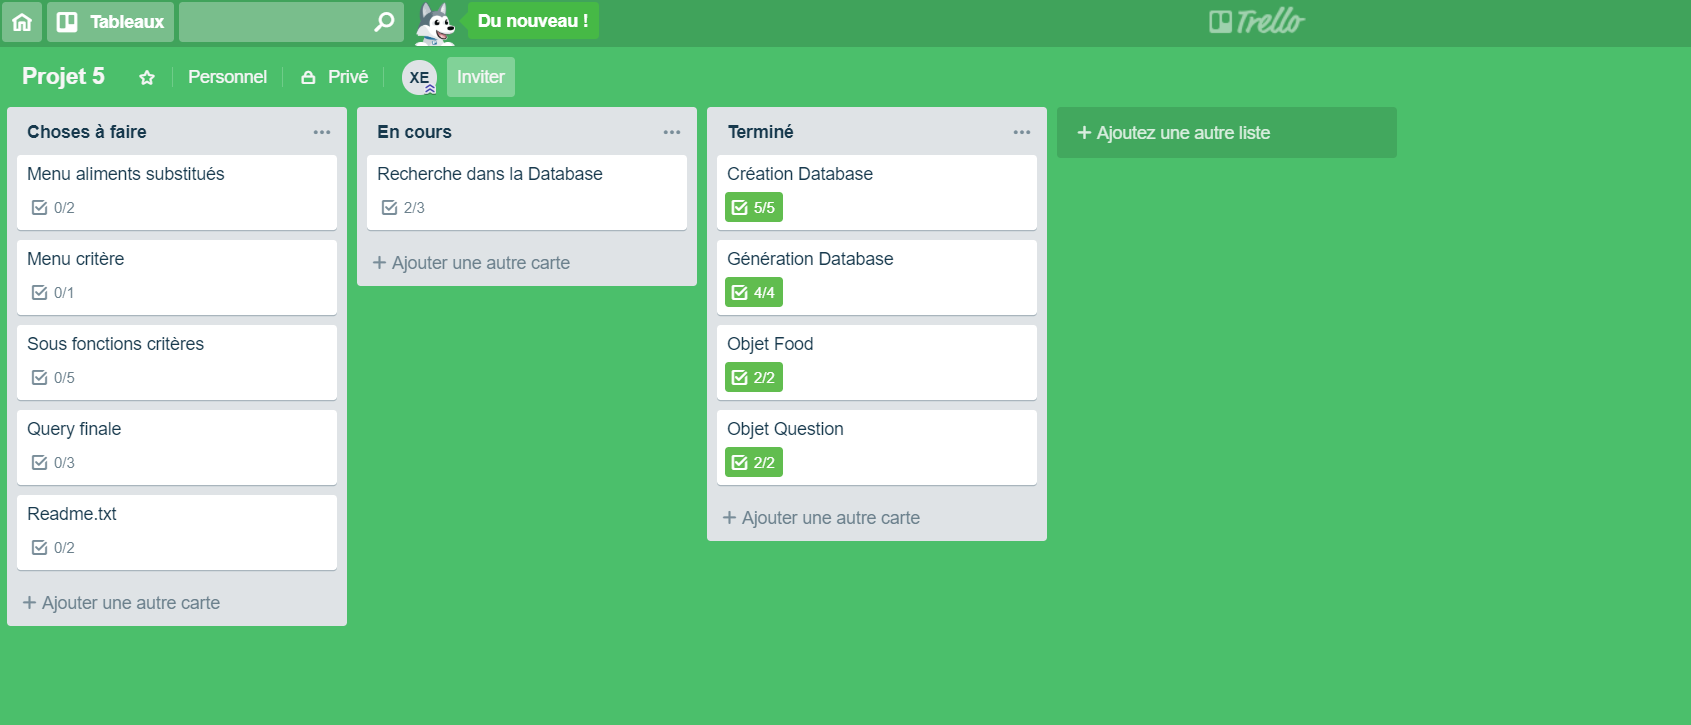 Tableaux
Du nouveau !
Trello
Projet 5
Personnel
Privé
XE
Inviter
Choses à faire
Menu aliments substitués
0/2
Menu critère
0/1
Sous fonctions critères
0/5
Query finale
0/3
Readme.txt
0/2
+ Ajouter une autre carte
En cours
Recherche dans la Database
2/3
+ Ajouter une autre carte
Terminé
Création Database
5/5
Génération Database
4/4
Objet Food
2/2
Objet Question
2/2
+ Ajouter une autre carte
+ Ajoutez une autre liste